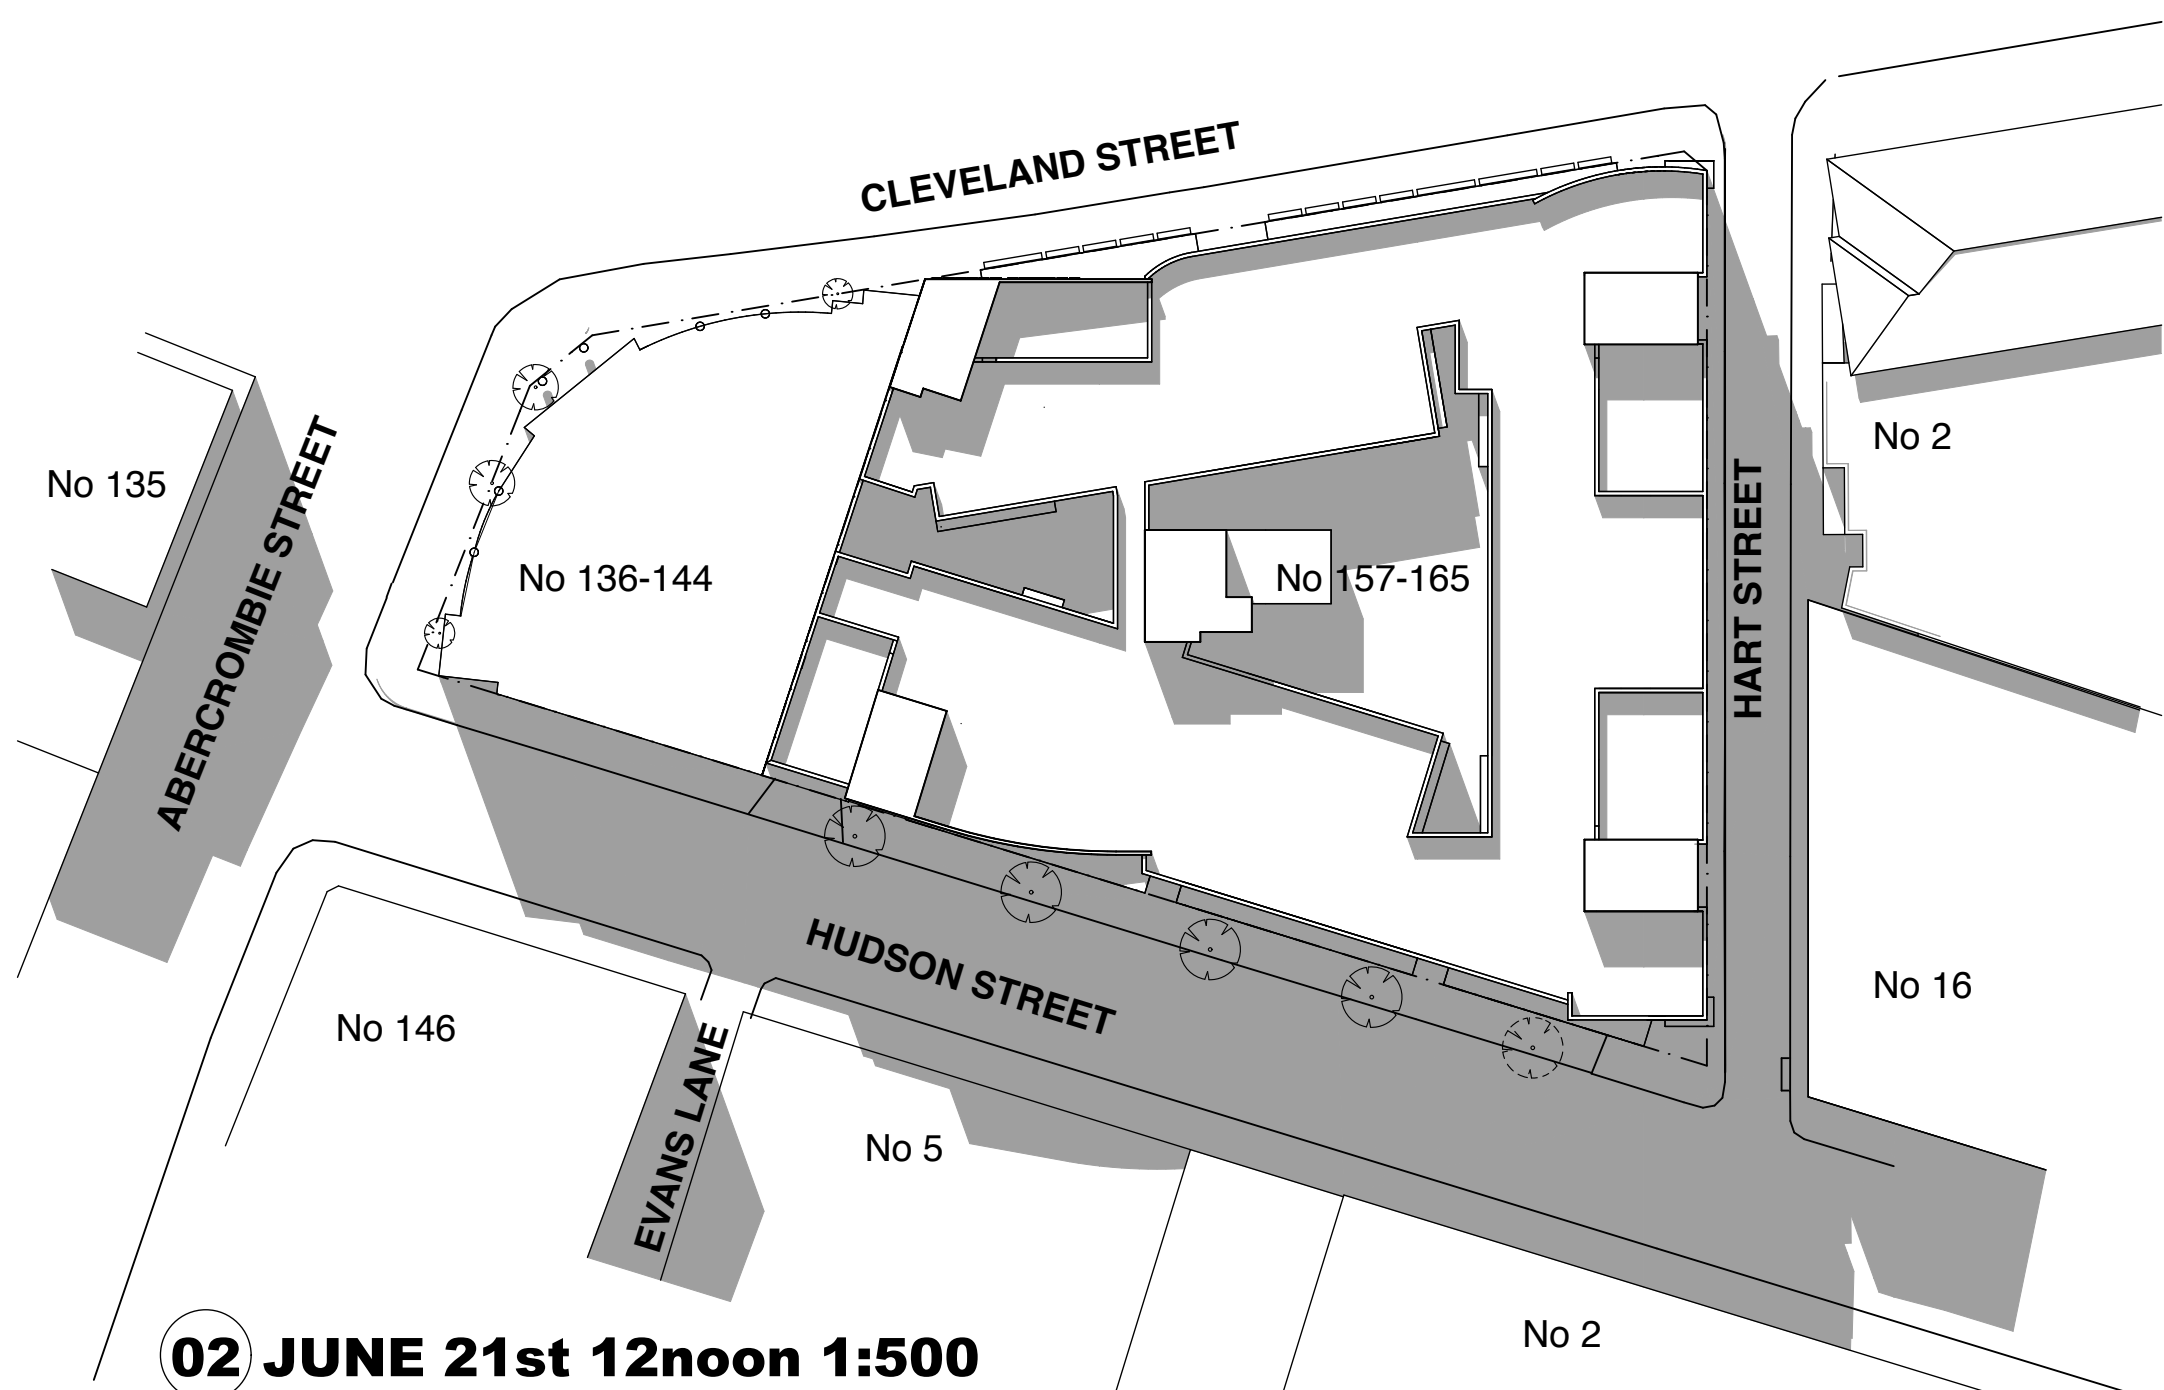 CLEVELAND STREET
No 2
No 135
ABERCROMBIE STREET
No 136-144
No 157-165
HART STREET
HUDSON STREET
No 16
No 146
EVANS LANE
No 5
No 2
02 JUNE 21st 12noon 1:500